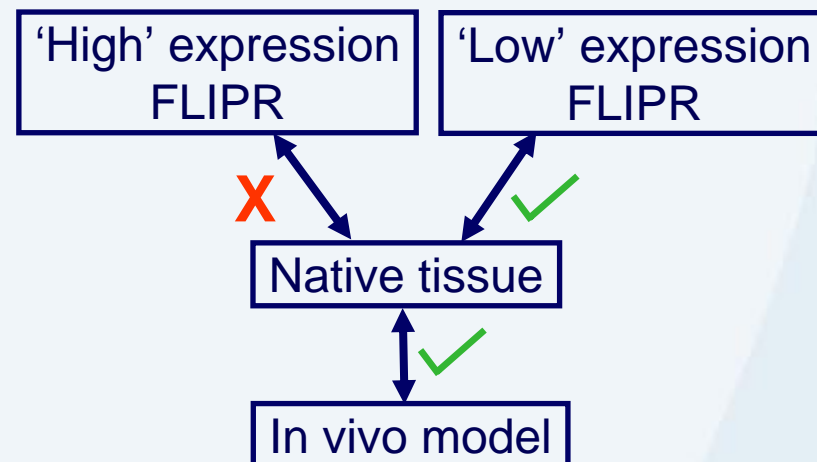 ‘High’ expression
FLIPR
‘Low’ expression
FLIPR
X
Native tissue
In vivo model